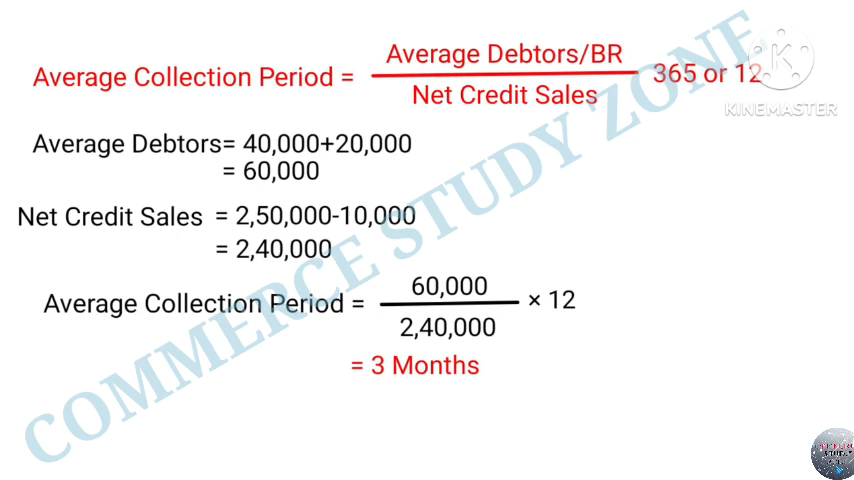 Average Collection Period = Average Debtors/BR
Net Credit Sales
365 or 12
KINEMASTER
Average Debtors= 40,000+20,000
= 60,000
Net Credit Sales = 2,50,000-10,000
= 2,40,000
Average Collection Period = 60,000
2,40,000
× 12
= 3 Months
COMMERCE STUDY ZONE